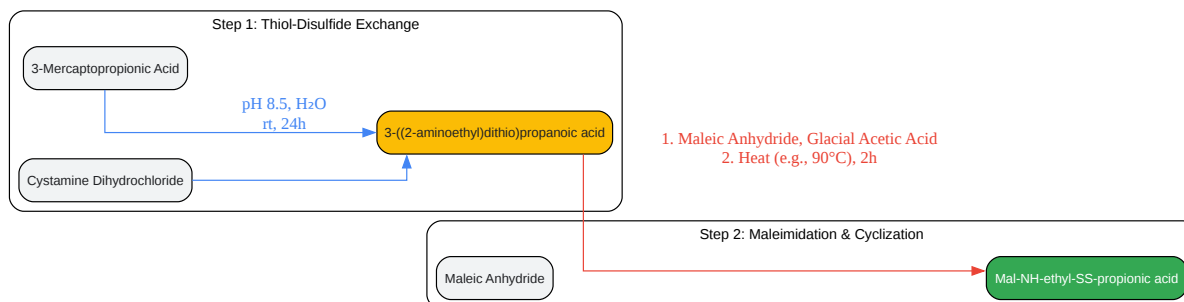 Step 1: Thiol-Disulfide Exchange
3-Mercaptopropionic Acid
pH 8.5, H₂O
rt, 24h
3-((2-aminoethyl)dithio)propanoic acid
Cystamine Dihydrochloride
1. Maleic Anhydride, Glacial Acetic Acid
2. Heat (e.g., 90°C), 2h
Step 2: Maleimidation & Cyclization
Maleic Anhydride
Mal-NH-ethyl-SS-propionic acid